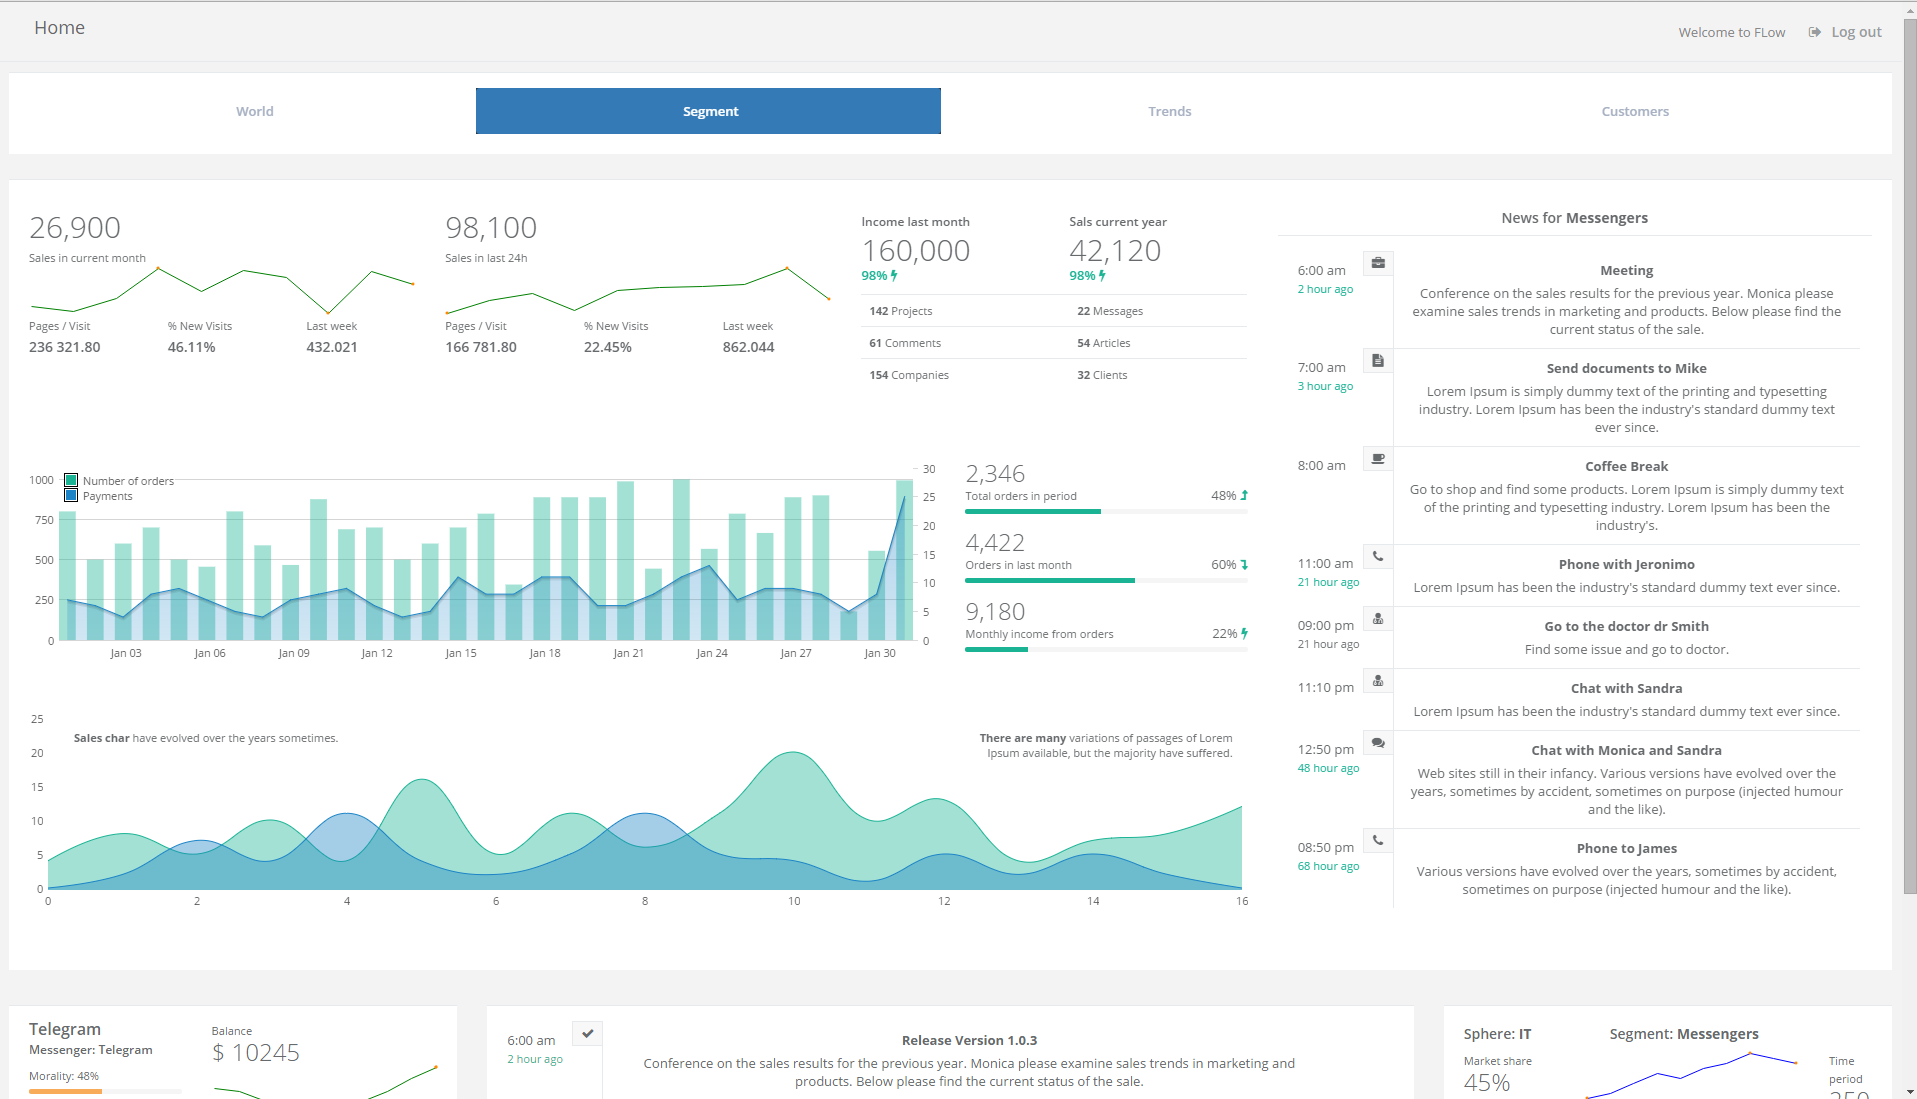 Home
Welcome to FLow
Log out
World
Segment
Trends
Customers
26,900
Sales in current month
Pages / Visit
% New Visits
Last week
236 321.80
46.11%
432.021
98,100
Sales in last 24h
Pages / Visit
% New Visits
Last week
166 781.80
22.45%
862.044
Income last month
160,000
98%
Sals current year
42,120
98%
142 Projects
22 Messages
61 Comments
54 Articles
154 Companies
32 Clients
1000
750
500
250
0
Number of orders
Payments
30
25
20
15
10
5
0
Jan 03
Jan 06
Jan 09
Jan 12
Jan 15
Jan 18
Jan 21
Jan 24
Jan 27
Jan 30
2,346
Total orders in period
48%
4,422
Orders in last month
60%
9,180
Monthly income from orders
22%
25
20
15
10
5
0
Sales char have evolved over the years sometimes.
There are many variations of passages of Lorem
Ipsum available, but the majority have suffered.
0
2
4
6
8
10
12
14
16
News for Messengers
6:00 am
2 hour ago
Meeting
Conference on the sales results for the previous year. Monica please
examine sales trends in marketing and products. Below please find the
current status of the sale.
7:00 am
3 hour ago
Send documents to Mike
Lorem Ipsum is simply dummy text of the printing and typesetting
industry. Lorem Ipsum has been the industry's standard dummy text
ever since.
8:00 am
Coffee Break
Go to shop and find some products. Lorem Ipsum is simply dummy text
of the printing and typesetting industry. Lorem Ipsum has been the
industry's.
11:00 am
21 hour ago
Phone with Jeronimo
Lorem Ipsum has been the industry's standard dummy text ever since.
09:00 pm
21 hour ago
Go to the doctor dr Smith
Find some issue and go to doctor.
11:10 pm
Chat with Sandra
Lorem Ipsum has been the industry's standard dummy text ever since.
12:50 pm
48 hour ago
Chat with Monica and Sandra
Web sites still in their infancy. Various versions have evolved over the
years, sometimes by accident, sometimes on purpose (injected humour
and the like).
08:50 pm
68 hour ago
Phone to James
Various versions have evolved over the years, sometimes by accident,
sometimes on purpose (injected humour and the like).
Telegram
Messenger: Telegram
Morality: 48%
Balance
$ 10245
6:00 am
2 hour ago
Release Version 1.0.3
Conference on the sales results for the previous year. Monica please examine sales trends in marketing and
products. Below please find the current status of the sale.
Sphere: IT
Segment: Messengers
Market share
45%
Time
period